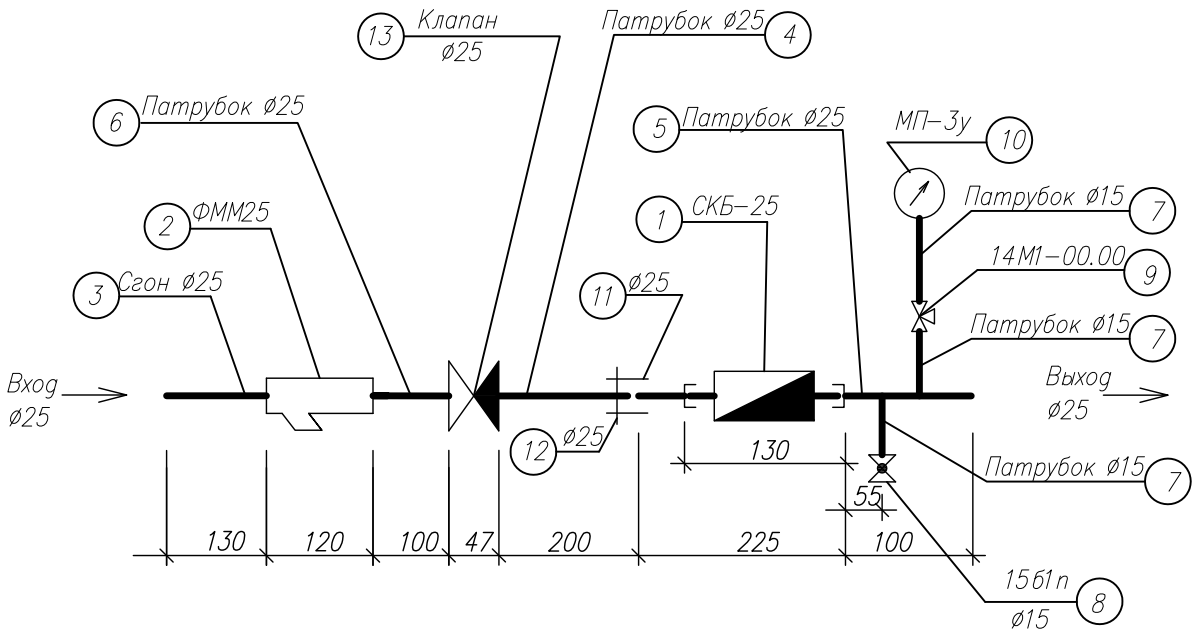 13 Клапан
ø25
Патрубок ø25 4
6 Патрубок ø25
5 Патрубок ø25
МП-3у 10
2 ФММ25
1 СКБ-25
Патрубок ø15 7
3 Сгон ø25
11 ø25
14М1-00.00 9
Патрубок ø15 7
Вход
ø25
Выход
ø25
12 ø25
130
Патрубок ø15 7
55
130 120 100 47 200 225 100
15б1п
ø15 8